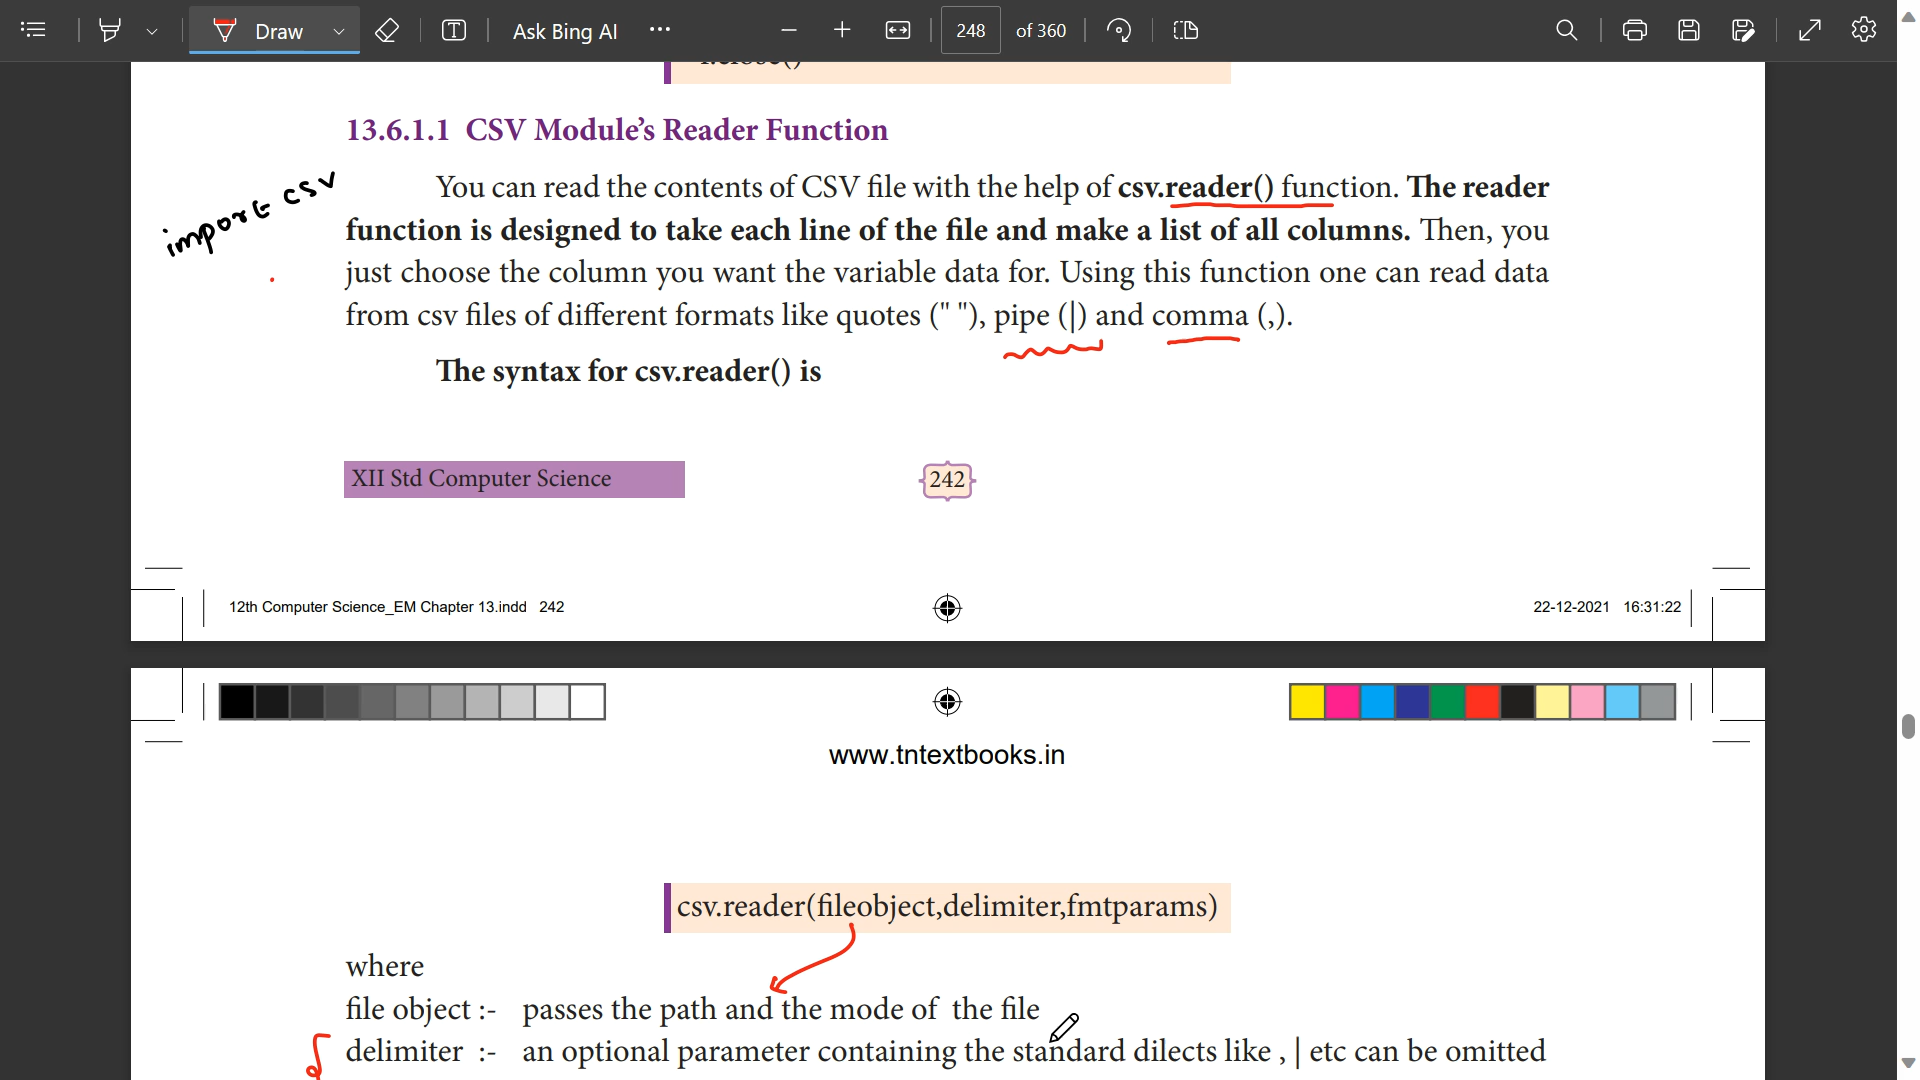 Draw
Ask Bing AI
248 of 360
f.close()
13.6.1.1 CSV Module's Reader Function
import csv
You can read the contents of CSV file with the help of csv.reader() function. The reader
function is designed to take each line of the file and make a list of all columns. Then, you
just choose the column you want the variable data for. Using this function one can read data
from csv files of different formats like quotes (" "), pipe (|) and comma (,).
The syntax for csv.reader() is
XII Std Computer Science
242
12th Computer Science_EM Chapter 13.indd 242
22-12-2021 16:31:22
www.tntextbooks.in
csv.reader(fileobject,delimiter,fmtparams)
where
file object :- passes the path and the mode of the file
delimiter :- an optional parameter containing the standard dilects like , | etc can be omitted